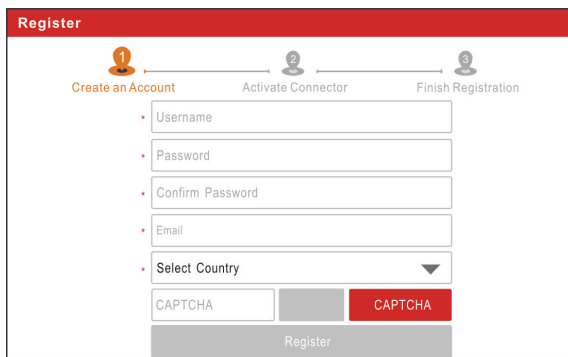 Register
1 2 3
Create an Account Activate Connector Finish Registration
* Username
* Password
* Confirm Password
* Email
* Select Country
CAPTCHA CAPTCHA
Register